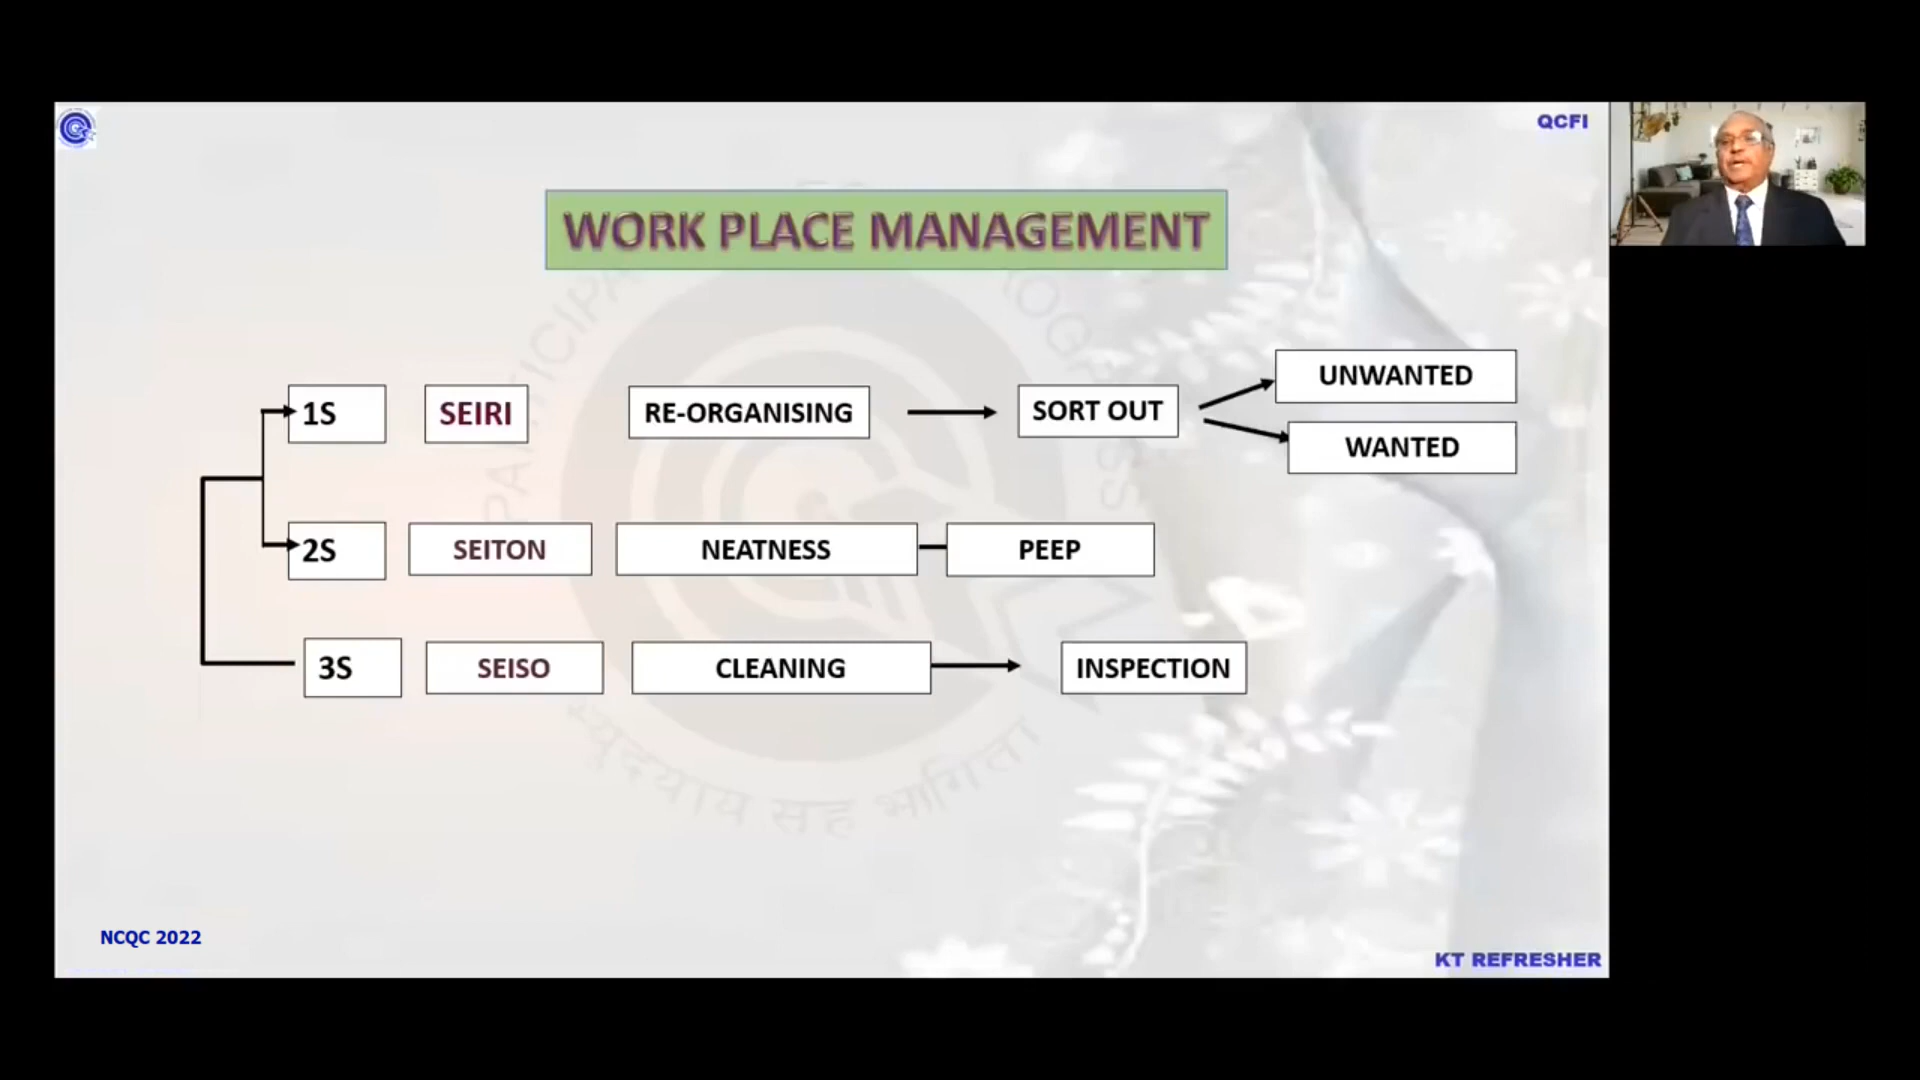 QCFI
WORK PLACE MANAGEMENT
1S SEIRI RE-ORGANISING SORT OUT UNWANTED
WANTED
2S SEITON NEATNESS PEEP
3S SEISO CLEANING INSPECTION
सह भागिता
NCQC 2022
KT REFRESHER